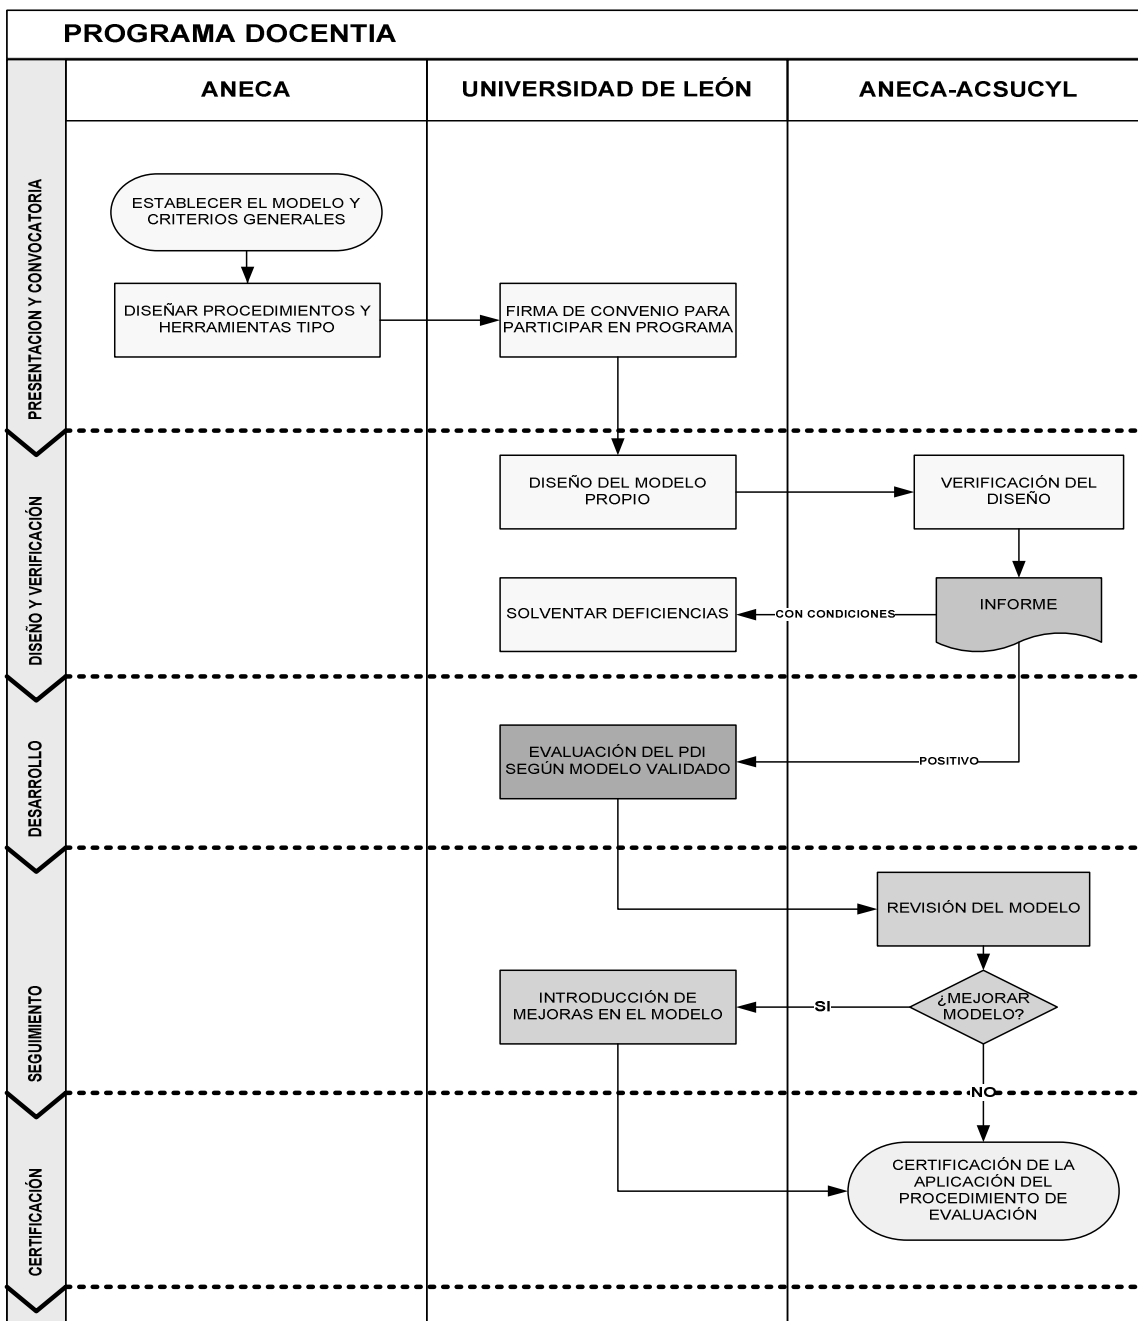 PROGRAMA DOCENTIA
ANECA
UNIVERSIDAD DE LEÓN
ANECA-ACSUCYL
PRESENTACION Y CONVOCATORIA
ESTABLECER EL MODELO Y
CRITERIOS GENERALES
DISEÑAR PROCEDIMIENTOS Y
HERRAMIENTAS TIPO
FIRMA DE CONVENIO PARA
PARTICIPAR EN PROGRAMA
DISEÑO Y VERIFICACIÓN
DISEÑO DEL MODELO
PROPIO
VERIFICACIÓN DEL
DISEÑO
SOLVENTAR DEFICIENCIAS
CON CONDICIONES
INFORME
DESARROLLO
EVALUACIÓN DEL PDI
SEGÚN MODELO VALIDADO
POSITIVO
SEGUIMIENTO
REVISIÓN DEL MODELO
INTRODUCCIÓN DE
MEJORAS EN EL MODELO
SI
¿MEJORAR
MODELO?
NO
CERTIFICACIÓN
CERTIFICACIÓN DE LA
APLICACIÓN DEL
PROCEDIMIENTO DE
EVALUACIÓN